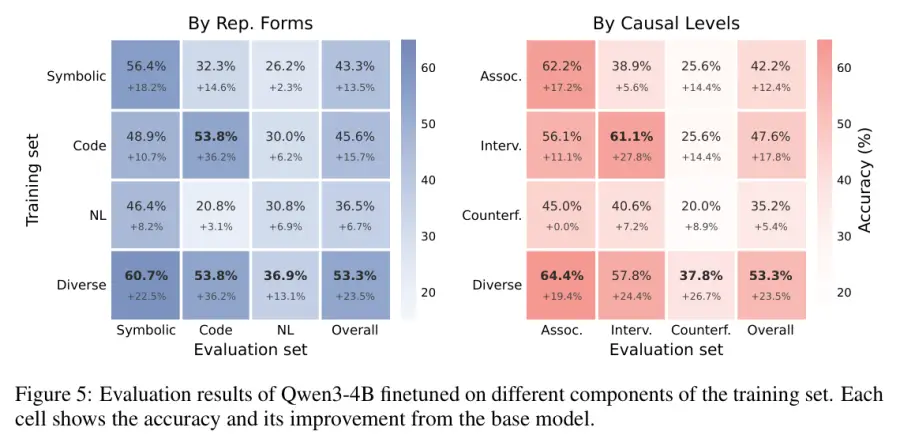 By Rep. Forms
By Causal Levels
Training set
Symbolic 56.4% 32.3% 26.2% 43.3%
+18.2% +14.6% +2.3% +13.5%
Code 48.9% 53.8% 30.0% 45.6%
+10.7% +36.2% +6.2% +15.7%
NL 46.4% 20.8% 30.8% 36.5%
+8.2% +3.1% +6.9% +6.7%
Diverse 60.7% 53.8% 36.9% 53.3%
+22.5% +36.2% +13.1% +23.5%
Symbolic Code NL Overall
Evaluation set
60
50
40
30
20
Assoc. 62.2% 38.9% 25.6% 42.2%
+17.2% +5.6% +14.4% +12.4%
Interv. 56.1% 61.1% 25.6% 47.6%
+11.1% +27.8% +14.4% +17.8%
Counterf. 45.0% 40.6% 20.0% 35.2%
+0.0% +7.2% +8.9% +5.4%
Diverse 64.4% 57.8% 37.8% 53.3%
+19.4% +24.4% +26.7% +23.5%
Assoc. Interv. Counterf. Overall
Evaluation set
60
50
40
30
20
Accuracy (%)
Figure 5: Evaluation results of Qwen3-4B finetuned on different components of the training set. Each
cell shows the accuracy and its improvement from the base model.